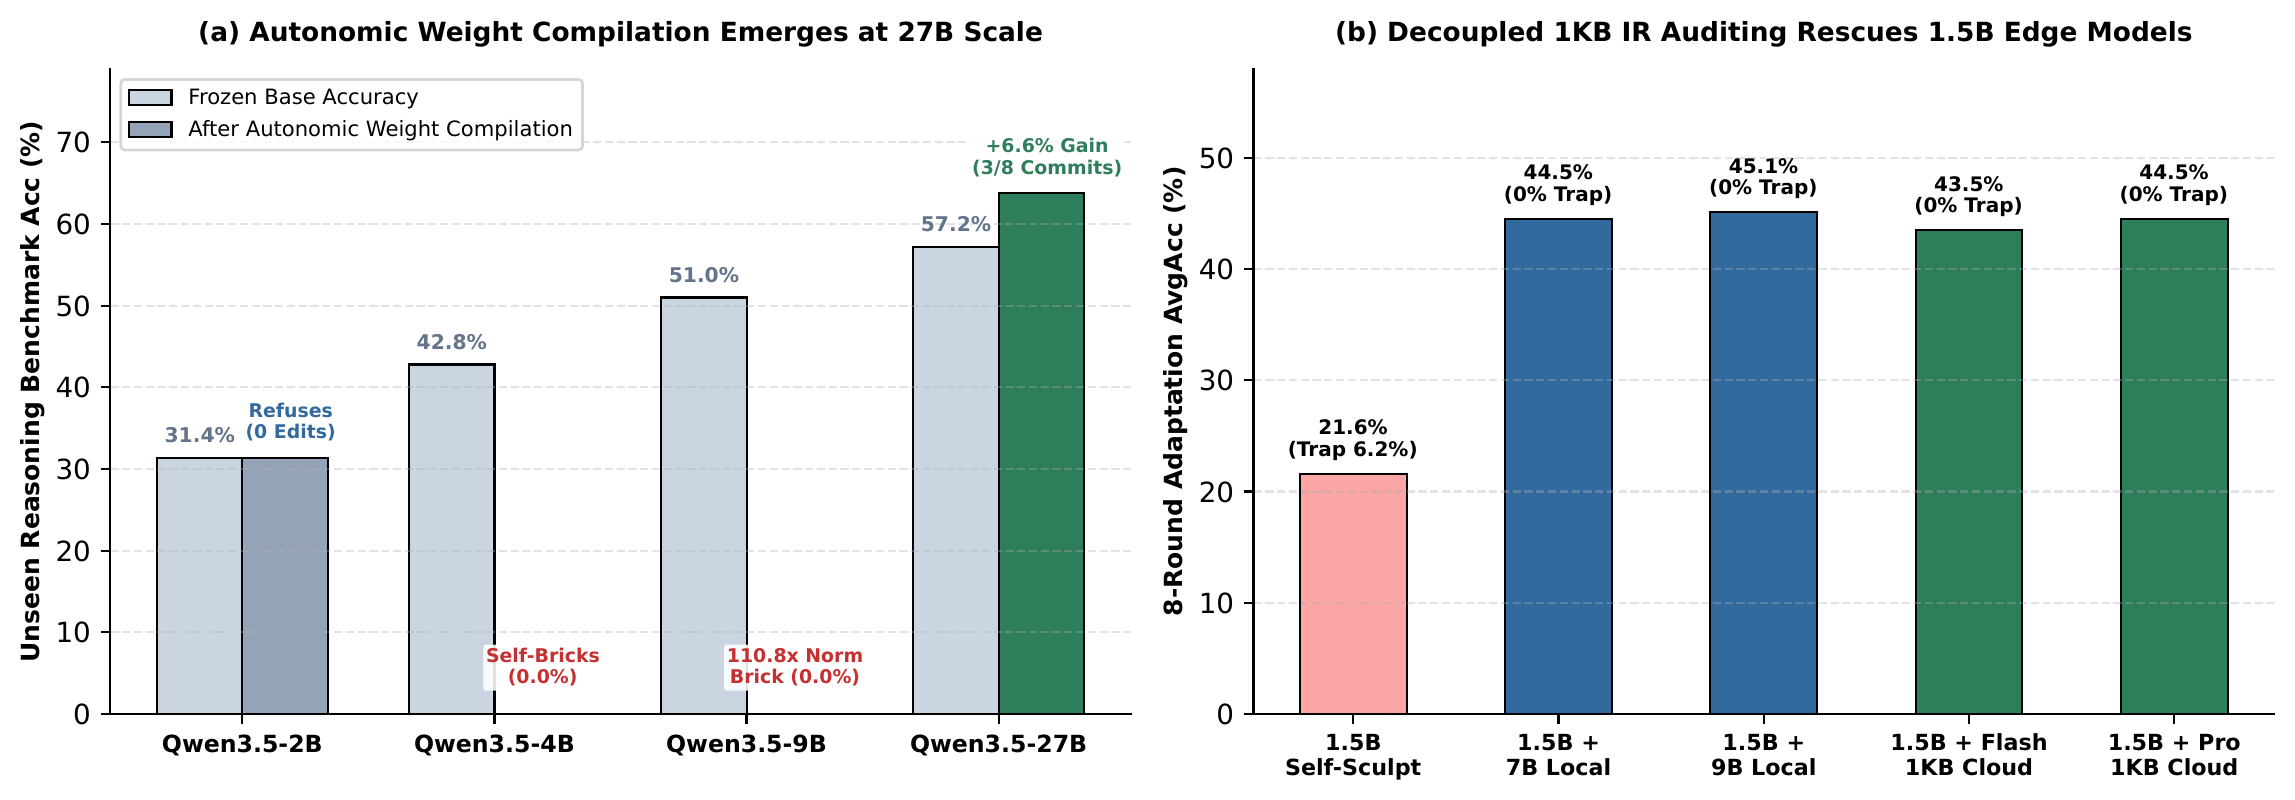 (a) Autonomic Weight Compilation Emerges at 27B Scale
Unseen Reasoning Benchmark Acc (%)
70
60
50
40
30
20
10
0
Frozen Base Accuracy
After Autonomic Weight Compilation
31.4%
Refuses
(0 Edits)
42.8%
Self-Bricks
(0.0%)
51.0%
110.8x Norm
Brick (0.0%)
57.2%
+6.6% Gain
(3/8 Commits)
Qwen3.5-2B
Qwen3.5-4B
Qwen3.5-9B
Qwen3.5-27B
(b) Decoupled 1KB IR Auditing Rescues 1.5B Edge Models
8-Round Adaptation AvgAcc (%)
50
40
30
20
10
0
21.6%
(Trap 6.2%)
44.5%
(0% Trap)
45.1%
(0% Trap)
43.5%
(0% Trap)
44.5%
(0% Trap)
1.5B
Self-Sculpt
1.5B +
7B Local
1.5B +
9B Local
1.5B + Flash
1KB Cloud
1.5B + Pro
1KB Cloud